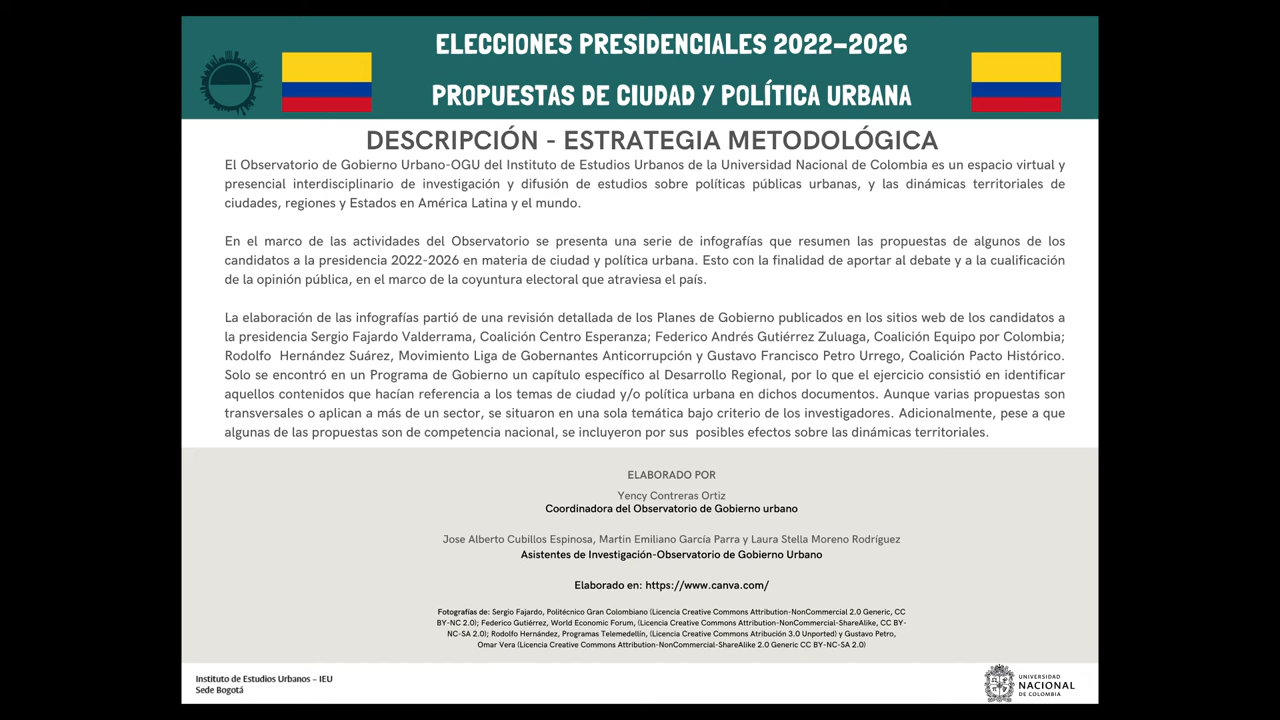 ELECCIONES PRESIDENCIALES 2022-2026
PROPUESTAS DE CIUDAD Y POLÍTICA URBANA
DESCRIPCIÓN - ESTRATEGIA METODOLÓGICA
El Observatorio de Gobierno Urbano-OGU del Instituto de Estudios Urbanos de la Universidad Nacional de Colombia es un espacio virtual y
presencial interdisciplinario de investigación y difusión de estudios sobre políticas públicas urbanas, y las dinámicas territoriales de
ciudades, regiones y Estados en América Latina y el mundo.
En el marco de las actividades del Observatorio se presenta una serie de infografías que resumen las propuestas de algunos de los
candidatos a la presidencia 2022-2026 en materia de ciudad y política urbana. Esto con la finalidad de aportar al debate y a la cualificación
de la opinión pública, en el marco de la coyuntura electoral que atraviesa el país.
La elaboración de las infografías partió de una revisión detallada de los Planes de Gobierno publicados en los sitios web de los candidatos a
la presidencia Sergio Fajardo Valderrama, Coalición Centro Esperanza; Federico Andrés Gutiérrez Zuluaga, Coalición Equipo por Colombia;
Rodolfo Hernández Suárez, Movimiento Liga de Gobernantes Anticorrupción y Gustavo Francisco Petro Urrego, Coalición Pacto Histórico.
Solo se encontró en un Programa de Gobierno un capítulo específico al Desarrollo Regional, por lo que el ejercicio consistió en identificar
aquellos contenidos que hacían referencia a los temas de ciudad y/o política urbana en dichos documentos. Aunque varias propuestas son
transversales o aplican a más de un sector, se situaron en una sola temática bajo criterio de los investigadores. Adicionalmente, pese a que
algunas de las propuestas son de competencia nacional, se incluyeron por sus posibles efectos sobre las dinámicas territoriales.
ELABORADO POR
Yency Contreras Ortiz
Coordinadora del Observatorio de Gobierno urbano
Jose Alberto Cubillos Espinosa, Martin Emiliano García Parra y Laura Stella Moreno Rodríguez
Asistentes de Investigación-Observatorio de Gobierno Urbano
Elaborado en: https://www.canva.com/
Fotografías de: Sergio Fajardo, Politécnico Gran Colombiano (Licencia Creative Commons Attribution-NonCommercial 2.0 Generic, CC
BY-NC 2.0); Federico Gutiérrez, World Economic Forum, (Licencia Creative Commons Attribution-NonCommercial-ShareAlike, CC BY-
NC-SA 2.0); Rodolfo Hernández, Programas Telemedellín, (Licencia Creative Commons Atribución 3.0 Unported) y Gustavo Petro,
Omar Vera (Licencia Creative Commons Attribution-NonCommercial-ShareAlike 2.0 Generic CC BY-NC-SA 2.0)
Instituto de Estudios Urbanos – IEU
Sede Bogotá
UNIVERSIDAD
NACIONAL
DE COLOMBIA